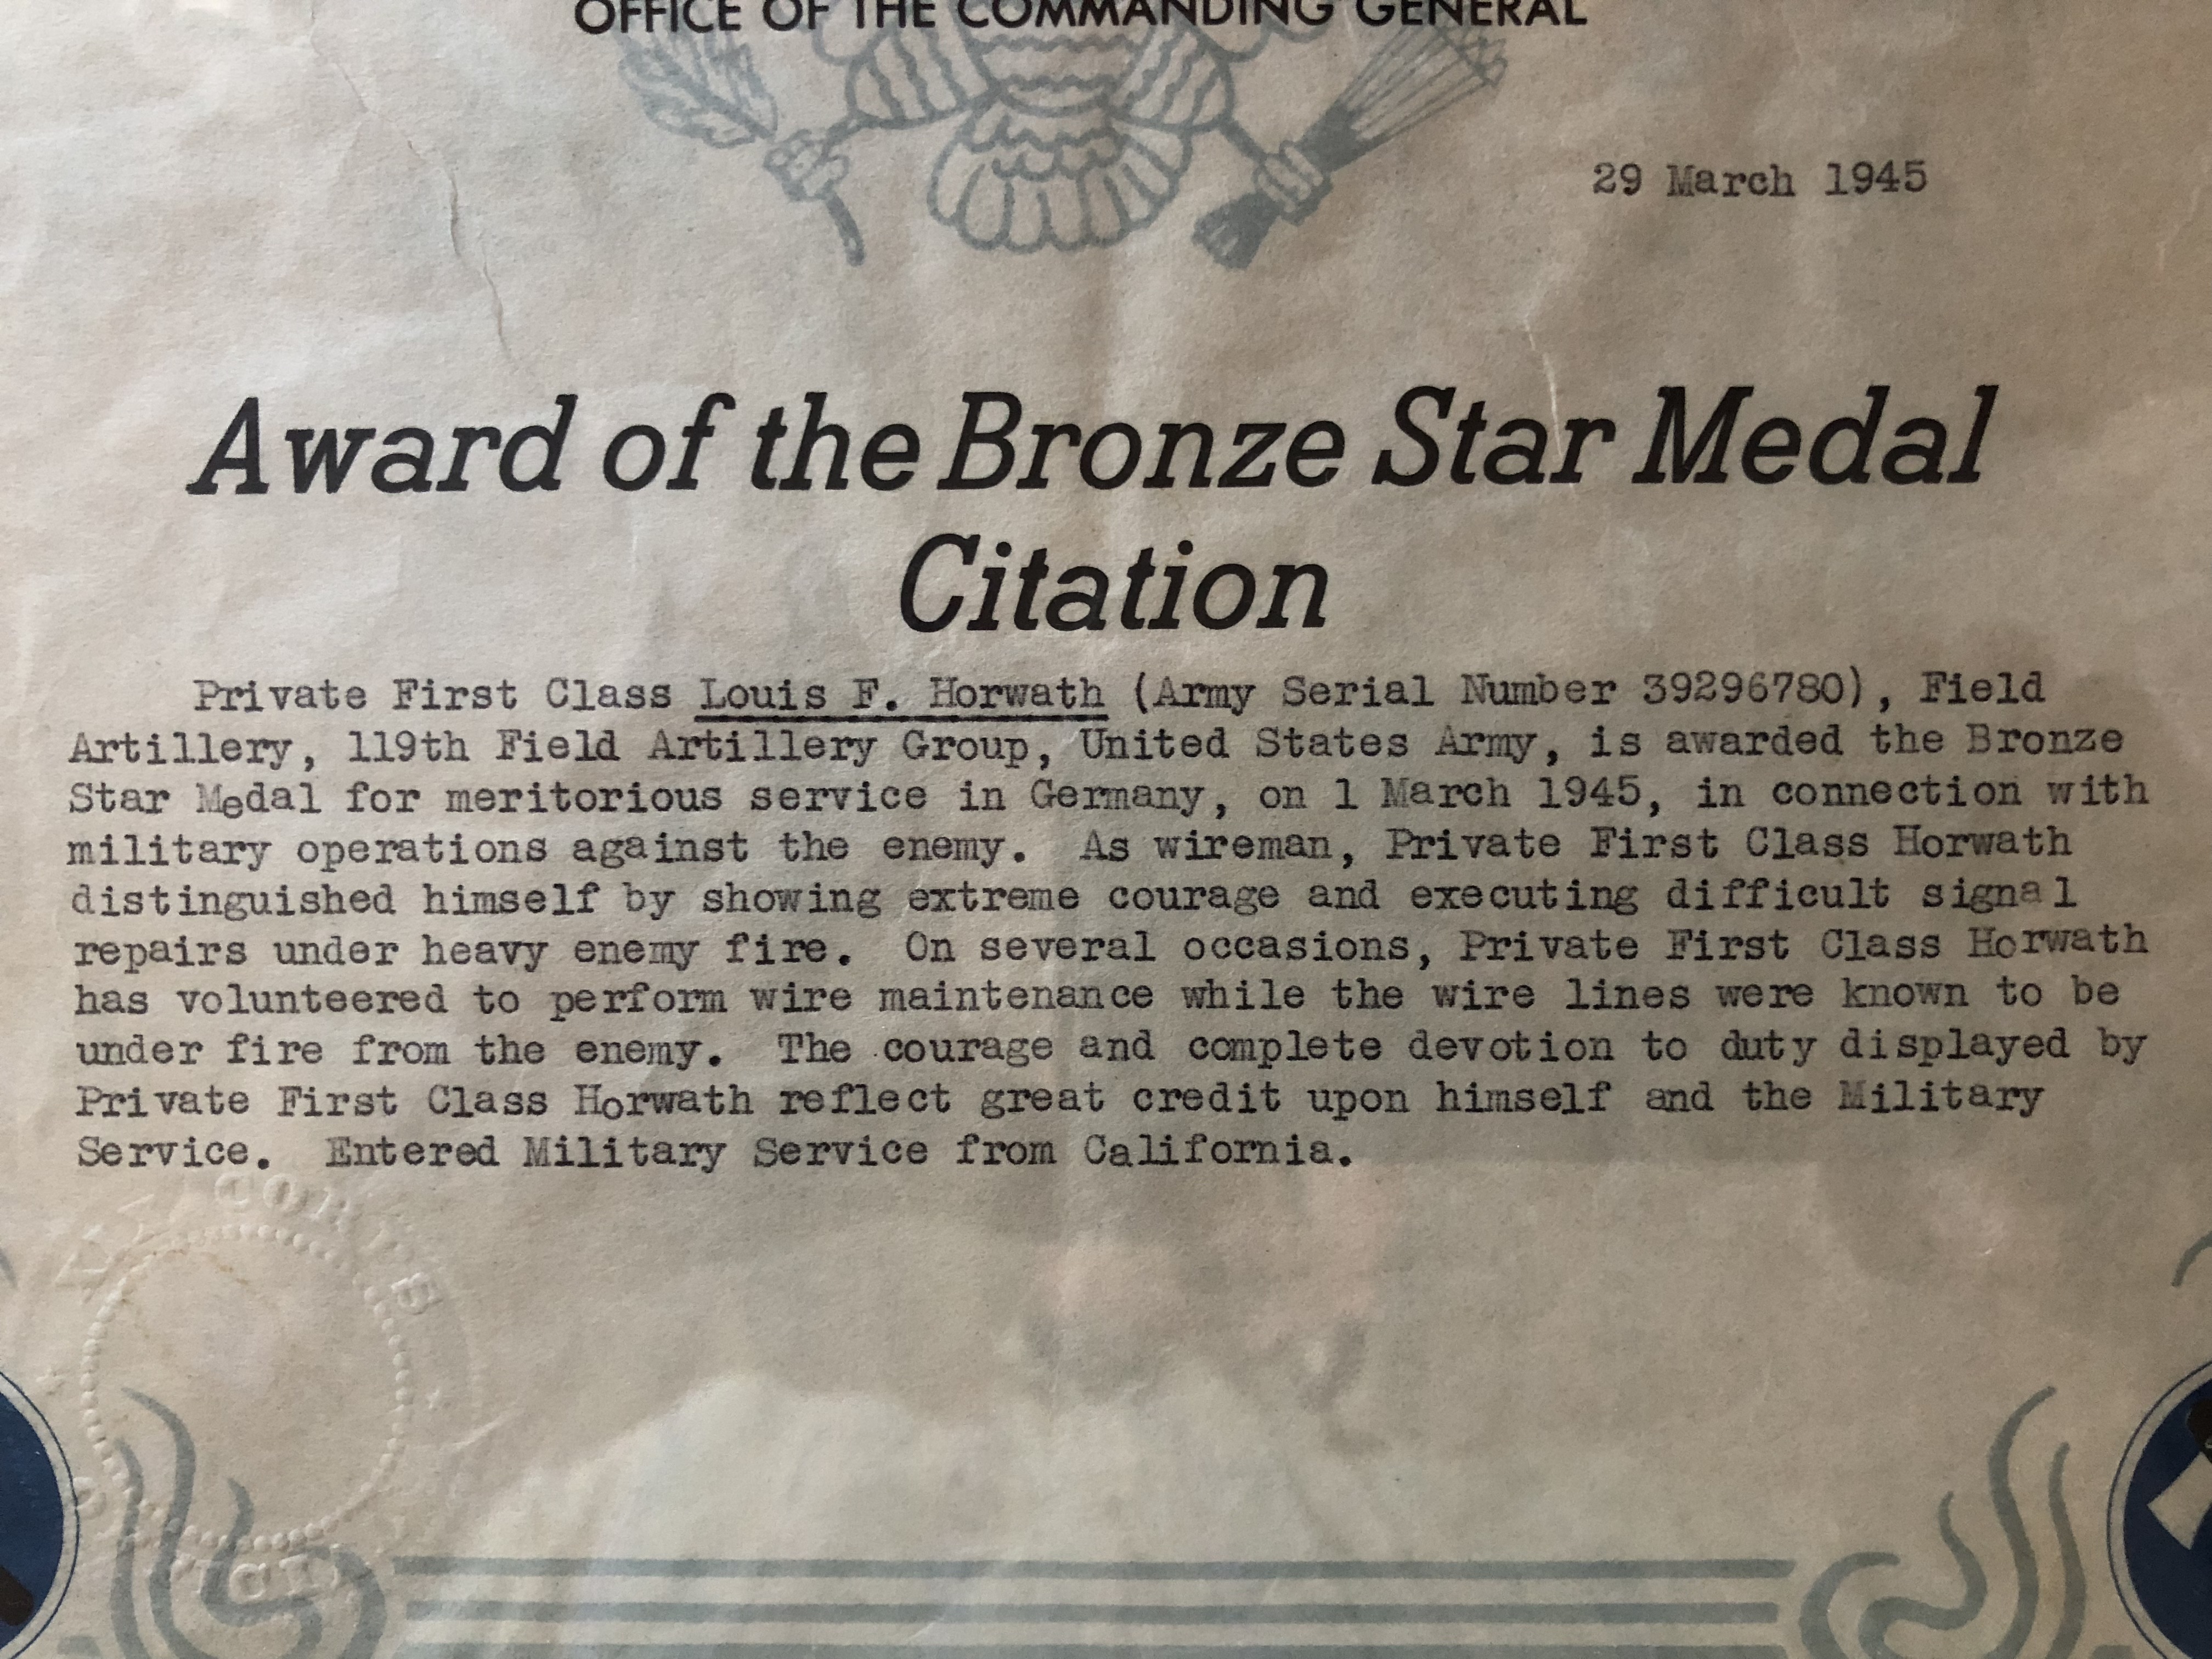 OFFICE OF THE COMMANDING GENERAL
29 March 1945
Award of the Bronze Star Medal
Citation
Private First Class Louis F. Horwath (Army Serial Number 39296780), Field
Artillery, 119th Field Artillery Group, United States Army, is awarded the Bronze
Star Medal for meritorious service in Germany, on 1 March 1945, in connection with
military operations against the enemy. As wireman, Private First Class Horwath
distinguished himself by showing extreme courage and executing difficult signal
repairs under heavy enemy fire. On several occasions, Private First Class Horwath
has volunteered to perform wire maintenance while the wire lines were known to be
under fire from the enemy. The courage and complete devotion to duty displayed by
Private First Class Horwath reflect great credit upon himself and the Military
Service. Entered Military Service from California.
CORPS